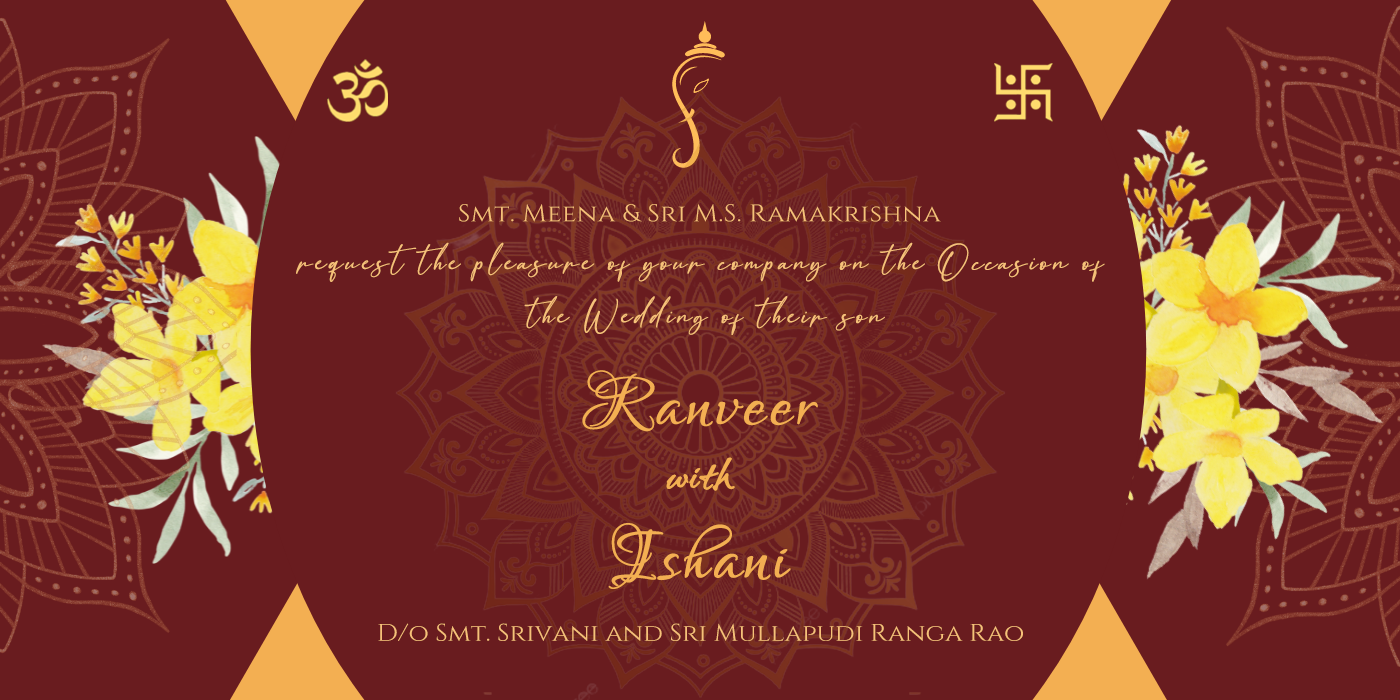 ॐ
Smt. Meena & Sri M.S. Ramakrishna
request the pleasure of your company on the Occasion of
the Wedding of their son
Ranveer
with
Ishani
D/o Smt. Srivani and Sri Mullapudi Ranga Rao